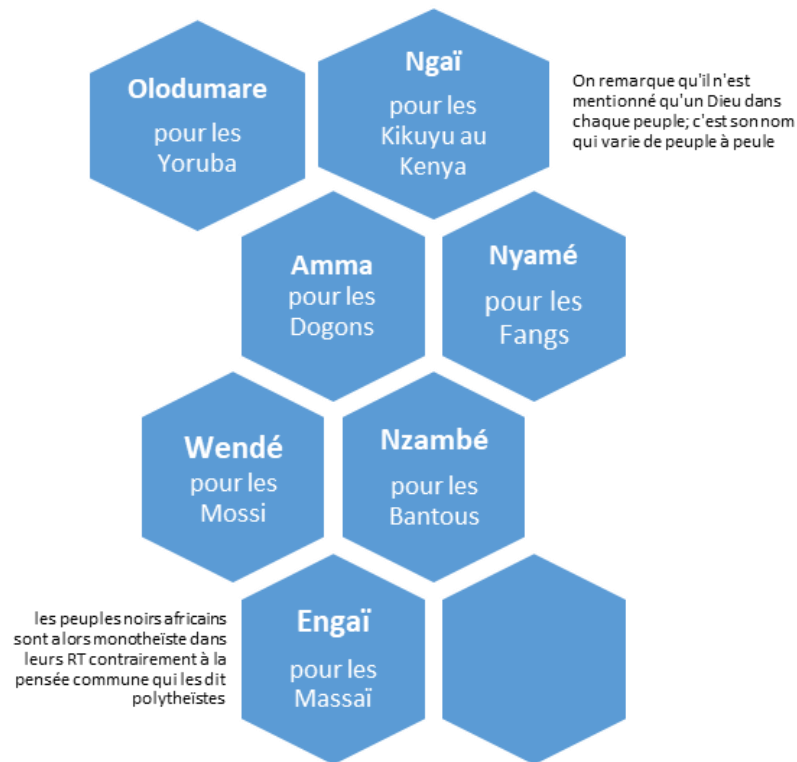 Olodumare
pour les
Yoruba
Ngaï
pour les
Kikuyu au
Kenya
On remarque qu'il n'est
mentionné qu'un Dieu dans
chaque peuple; c'est son nom
qui varie de peuple à peule
Amma
pour les
Dogons
Nyamé
pour les
Fangs
Wendé
pour les
Mossi
Nzambé
pour les
Bantous
les peuples noirs africains
sont alors monotheïste dans
leurs RT contrairement à la
pensée commune qui les dit
polytheïstes
Engaï
pour les
Massaï